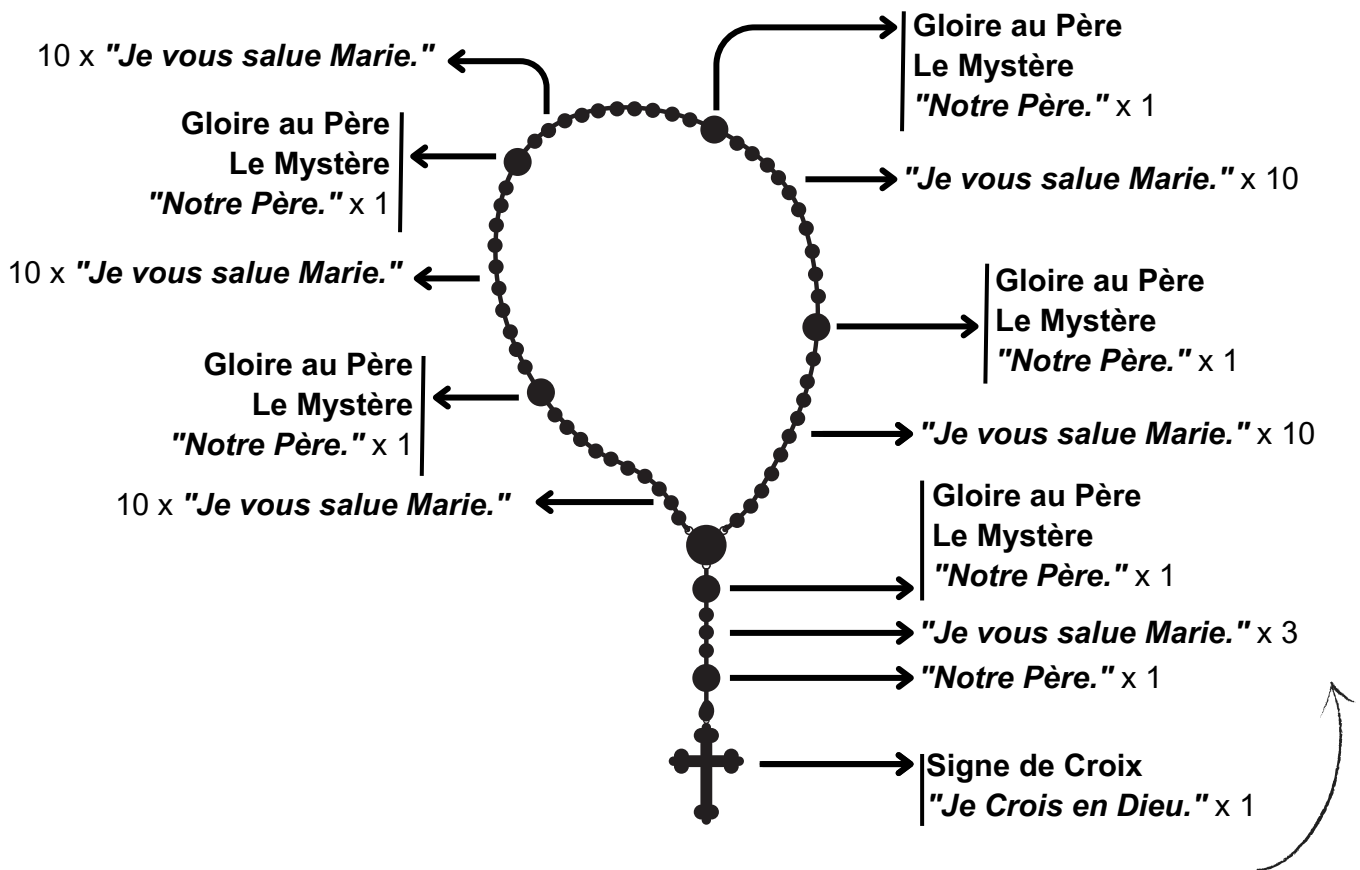 10 x "Je vous salue Marie."
Gloire au Père
Le Mystère
"Notre Père." x 1
Gloire au Père
Le Mystère
"Notre Père." x 1
"Je vous salue Marie." x 10
10 x "Je vous salue Marie."
Gloire au Père
Le Mystère
"Notre Père." x 1
Gloire au Père
Le Mystère
"Notre Père." x 1
"Je vous salue Marie." x 10
10 x "Je vous salue Marie."
Gloire au Père
Le Mystère
"Notre Père." x 1
"Je vous salue Marie." x 3
"Notre Père." x 1
Signe de Croix
"Je Crois en Dieu." x 1